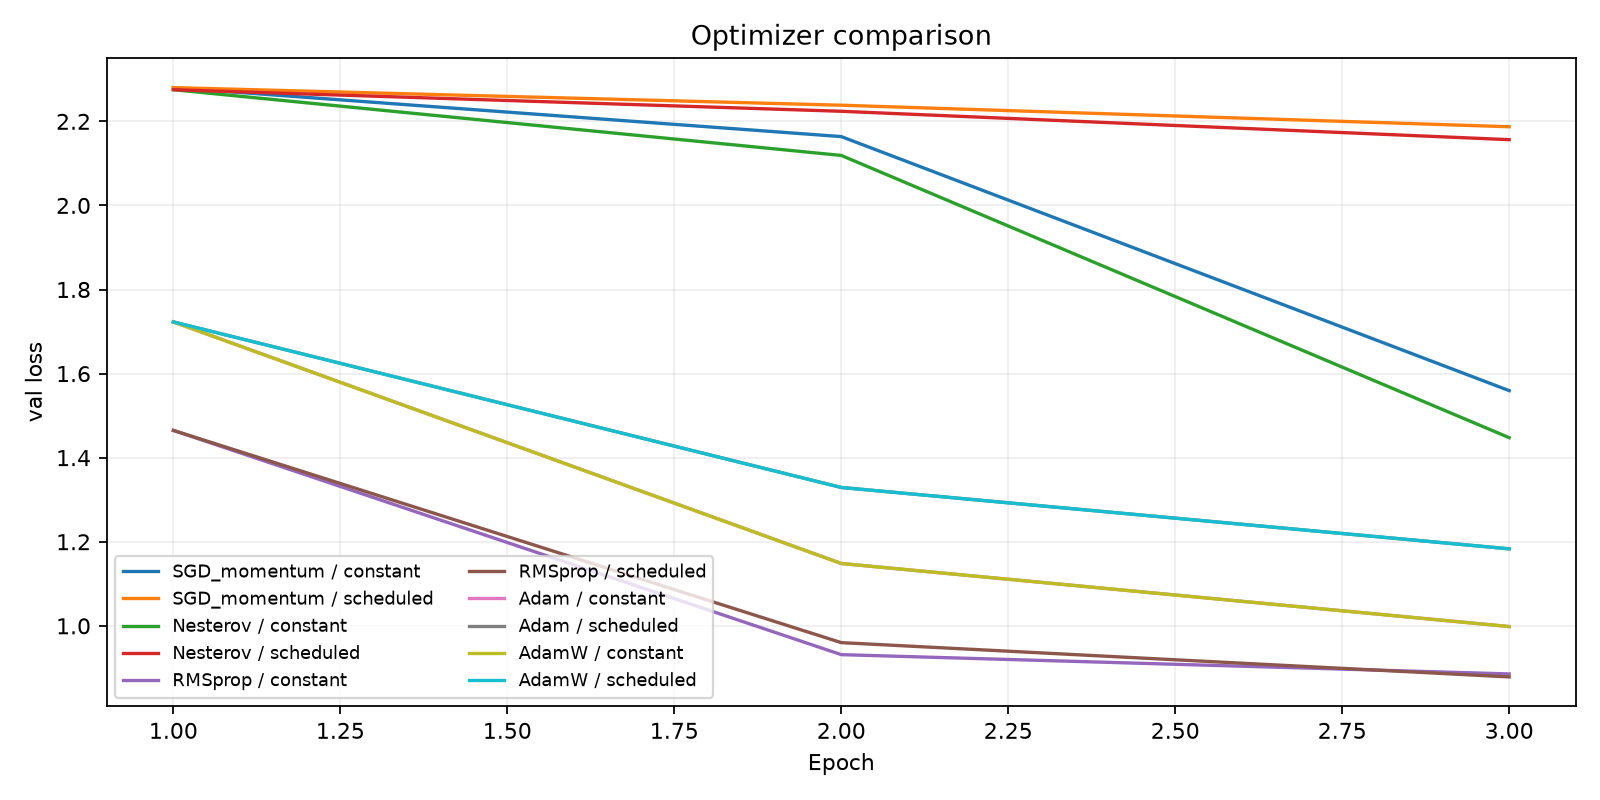 Optimizer comparison
val loss
2.2
2.0
1.8
1.6
1.4
1.2
1.0
SGD_momentum / constant
SGD_momentum / scheduled
Nesterov / constant
Nesterov / scheduled
RMSprop / constant
RMSprop / scheduled
Adam / constant
Adam / scheduled
AdamW / constant
AdamW / scheduled
1.00 1.25 1.50 1.75 2.00 2.25 2.50 2.75 3.00
Epoch